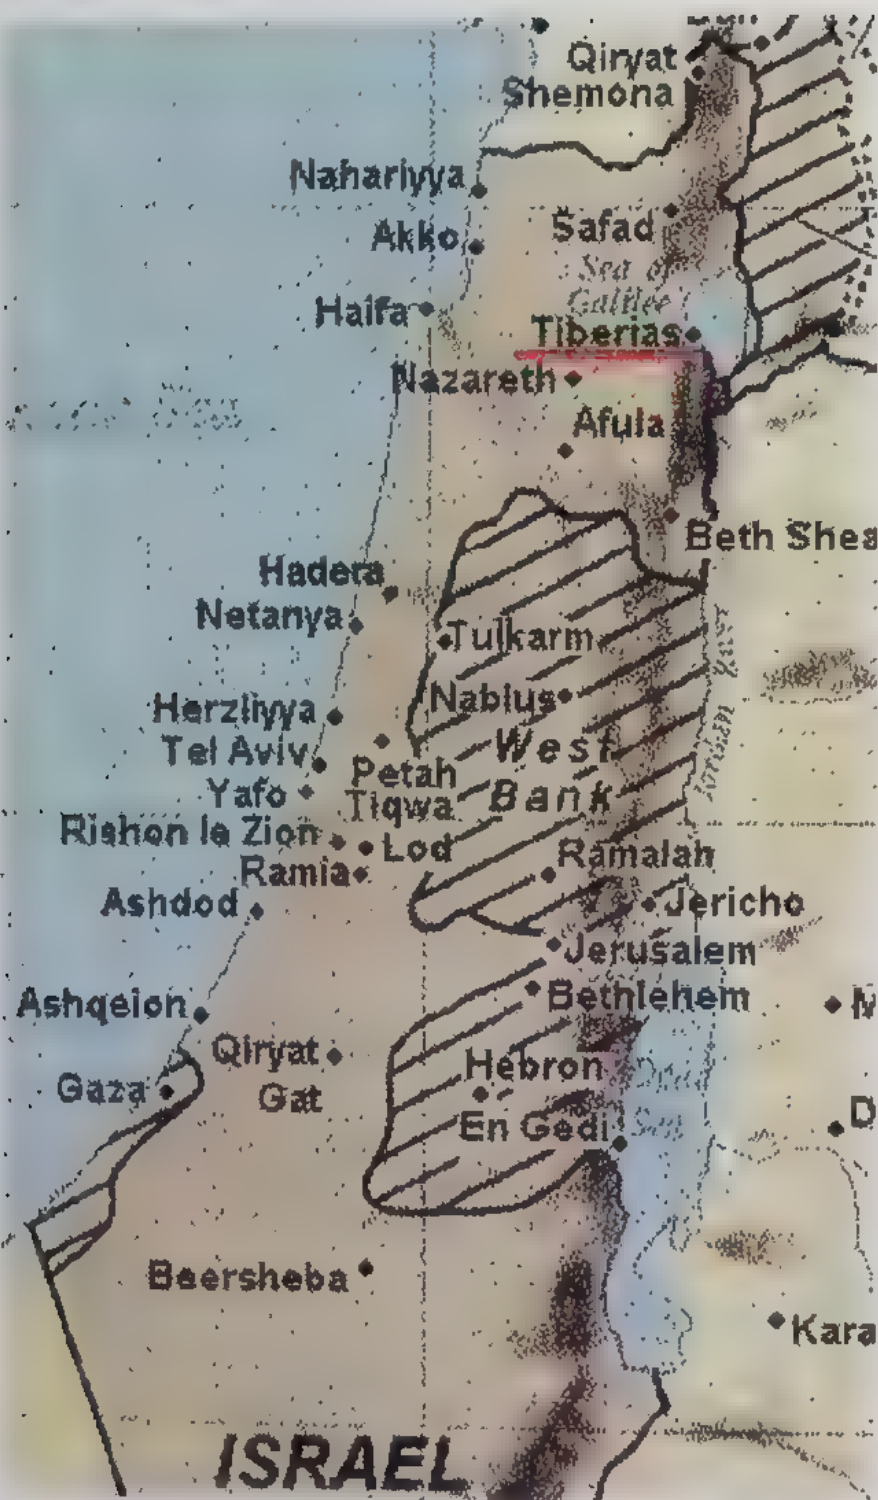 Qiryat
Shemona
Nahariyya
Akko
Safad
Sea of
Galilee
Haifa
Tiberias
Nazareth
Afula
Beth Shea
Hadera
Netanya
Tulkarm
Nablus
Herzliyya
Tel Aviv
West
Petah
Yafo
Tiqwa
Bank
Rishon le Zion
Lod
Ramalah
Ramla
Ashdod
Jericho
Jerusalem
Ashqelon
Bethlehem
M
Qiryat
Gat
Hebron
Dead
Sea
Gaza
En Gedi
D
Beersheba
Kara
ISRAEL